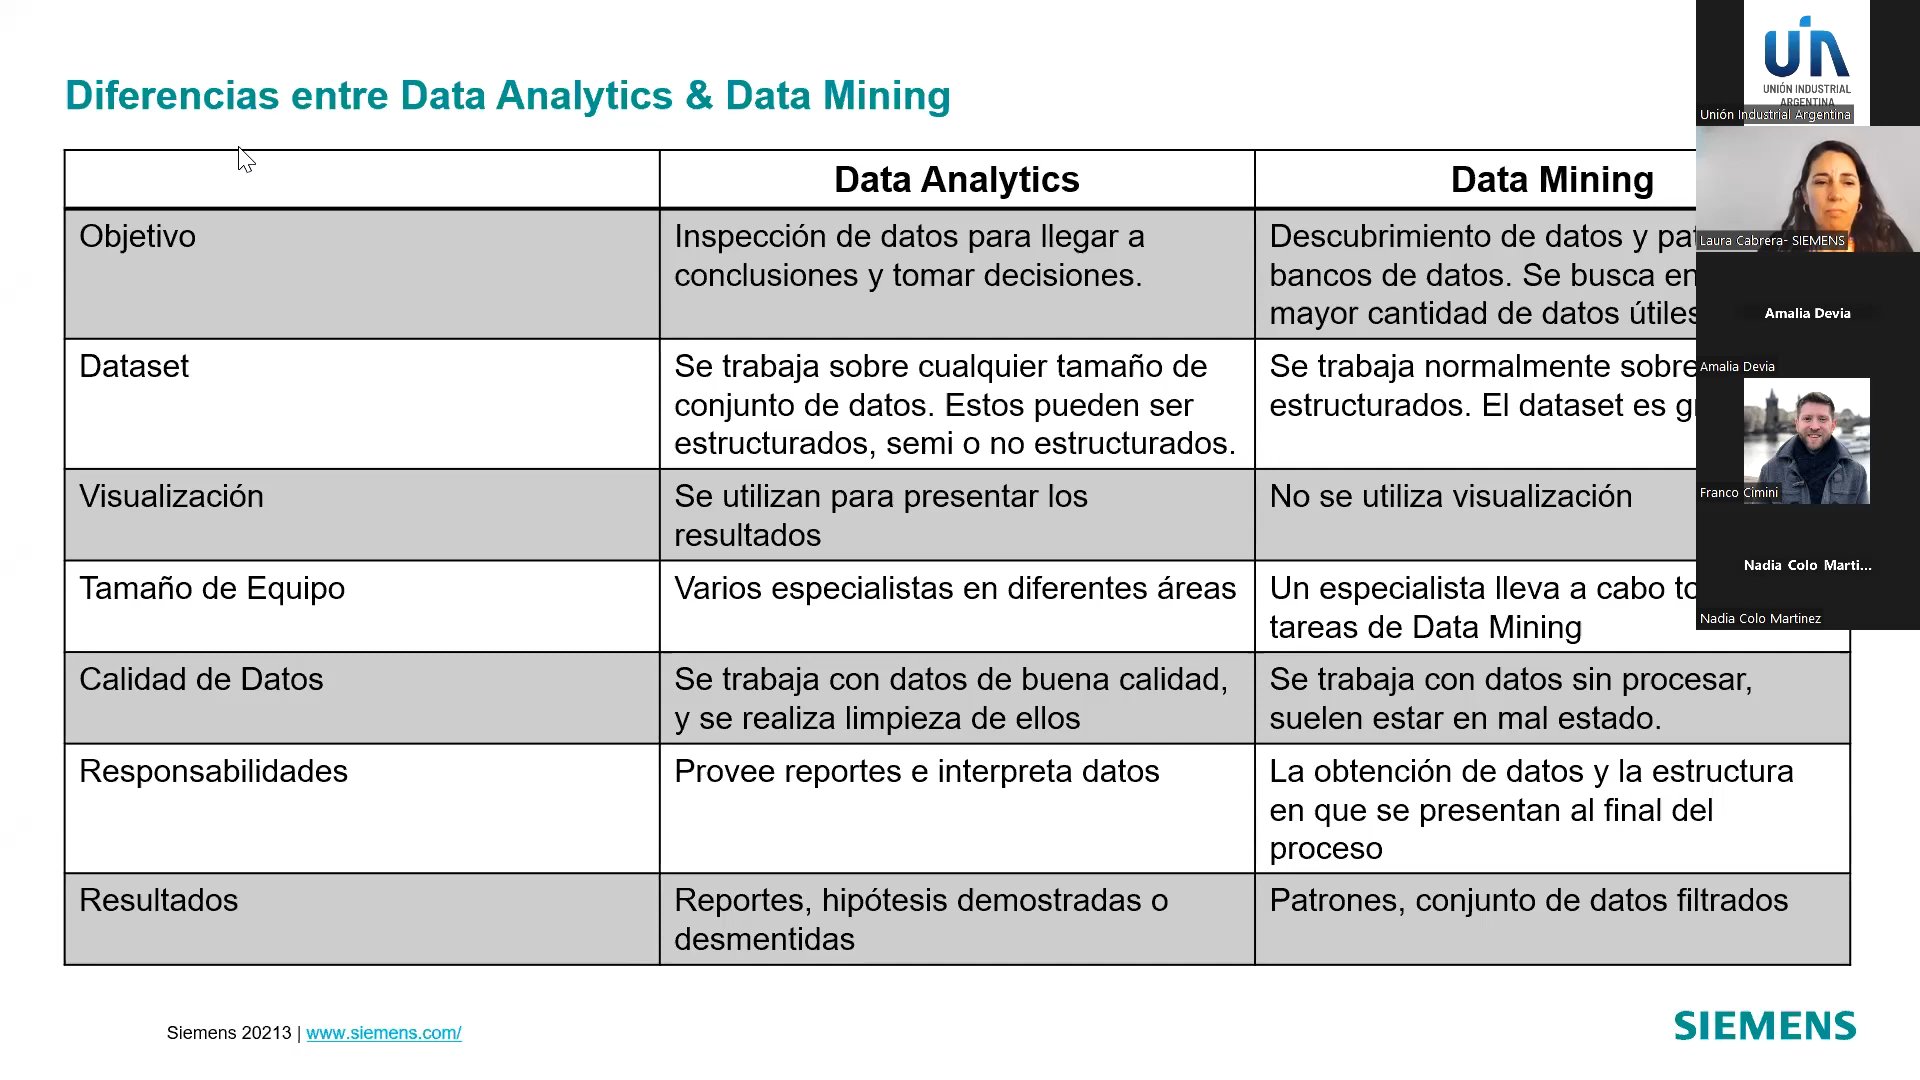 Diferencias entre Data Analytics & Data Mining
Data Analytics
Data Mining
Objetivo
Inspección de datos para llegar a
conclusiones y tomar decisiones.
Descubrimiento de datos y
bancos de datos. Se busca
mayor cantidad de datos útiles
Dataset
Se trabaja sobre cualquier tamaño de
conjunto de datos. Estos pueden ser
estructurados, semi o no estructurados.
Se trabaja normalmente sobre
estructurados. El dataset es
Visualización
Se utilizan para presentar los
resultados
No se utiliza visualización
Tamaño de Equipo
Varios especialistas en diferentes áreas
Un especialista lleva a cabo
tareas de Data Mining
Calidad de Datos
Se trabaja con datos de buena calidad,
y se realiza limpieza de ellos
Se trabaja con datos sin procesar,
suelen estar en mal estado.
Responsabilidades
Provee reportes e interpreta datos
La obtención de datos y la estructura
en que se presentan al final del
proceso
Resultados
Reportes, hipótesis demostradas o
desmentidas
Patrones, conjunto de datos filtrados
Siemens 20213 | www.siemens.com/
SIEMENS
UIA
UNIÓN INDUSTRIAL
ARGENTINA
Unión Industrial Argentina
Laura Cabrera- SIEMENS
Amalia Devia
Amalia Devia
Franco Cimini
Nadia Colo Marti...
Nadia Colo Martinez